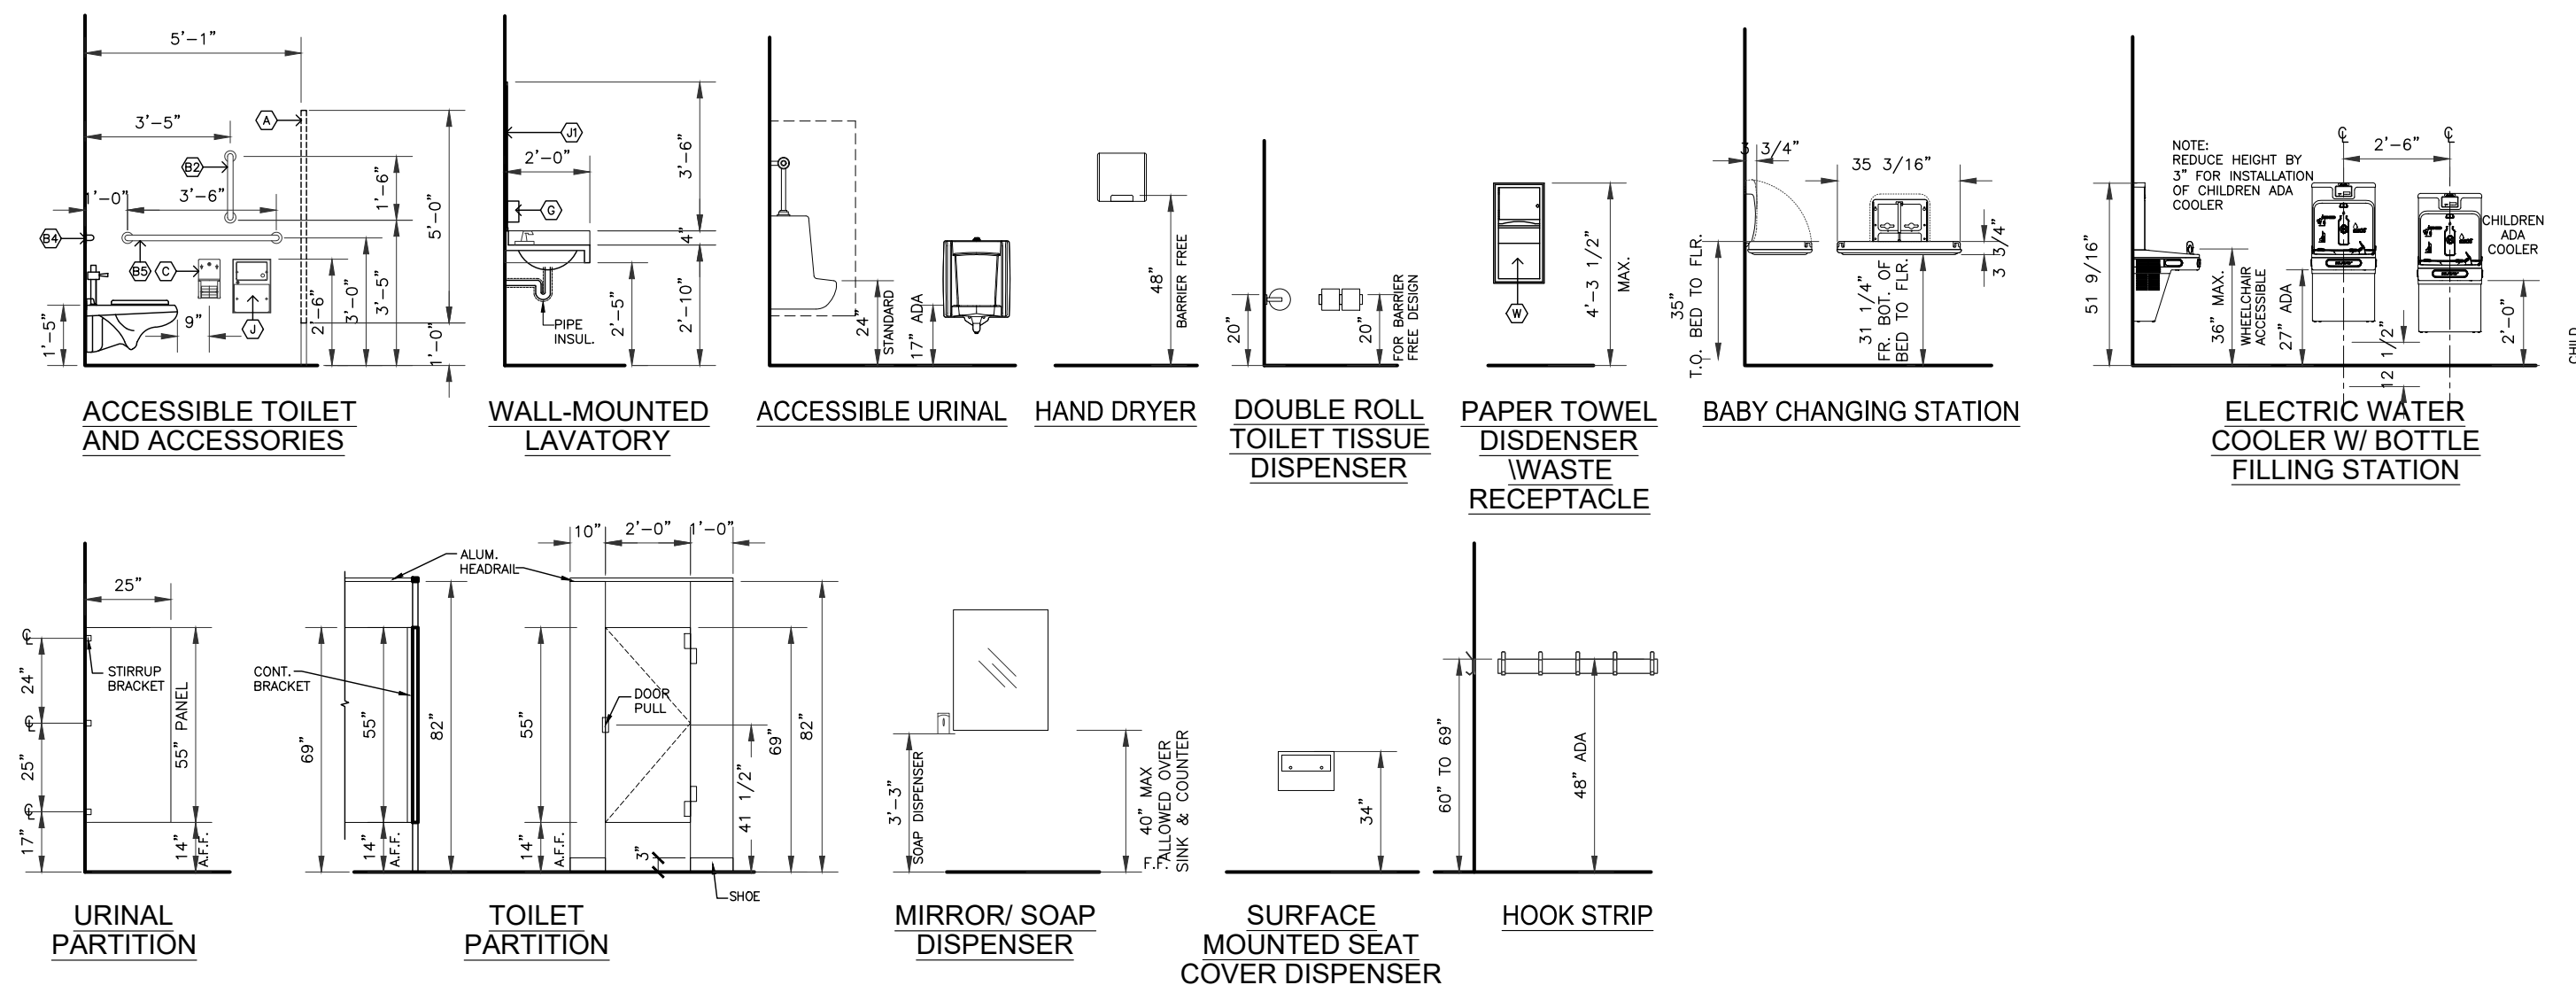 5'-1"
3'-5"
A
B2
1'-0"
3'-6"
1'-6"
5'-0"
B4
B5
C
J
9"
1'-5"
2'-6"
3'-0"
3'-5"
1'-0"
ACCESSIBLE TOILET
AND ACCESSORIES
J1
2'-0"
3'-6"
G
4"
PIPE
INSUL.
2'-5"
2'-10"
WALL-MOUNTED
LAVATORY
24"
STANDARD
17" ADA
ACCESSIBLE URINAL
48"
BARRIER FREE
HAND DRYER
20"
20"
FOR BARRIER
FREE DESIGN
DOUBLE ROLL
TOILET TISSUE
DISPENSER
W
4'-3 1/2"
MAX.
PAPER TOWEL
DISDENSER
\WASTE
RECEPTACLE
3 3/4"
35 3/16"
35"
T.O. BED TO FLR.
31 1/4"
FR. BOT. OF
BED TO FLR.
3 3/4"
BABY CHANGING STATION
NOTE:
REDUCE HEIGHT BY
3" FOR INSTALLATION
OF CHILDREN ADA
COOLER
2'-6"
CHILDREN
ADA
COOLER
51 9/16"
36" MAX.
WHEELCHAIR
ACCESSIBLE
27" ADA
12 1/2"
2'-0"
CHILD
ELECTRIC WATER
COOLER W/ BOTTLE
FILLING STATION
25"
STIRRUP
BRACKET
24"
25"
17"
55" PANEL
14"
A.F.F.
URINAL
PARTITION
ALUM.
HEADRAIL
CONT.
BRACKET
69"
55"
14"
A.F.F.
82"
10"
2'-0"
1'-0"
DOOR
PULL
55"
14"
A.F.F.
3"
41 1/2"
69"
82"
SHOE
TOILET
PARTITION
3'-3"
SOAP DISPENSER
40" MAX
F.F. ALLOWED OVER
SINK & COUNTER
MIRROR/ SOAP
DISPENSER
34"
SURFACE
MOUNTED SEAT
COVER DISPENSER
60" TO 69"
48" ADA
HOOK STRIP